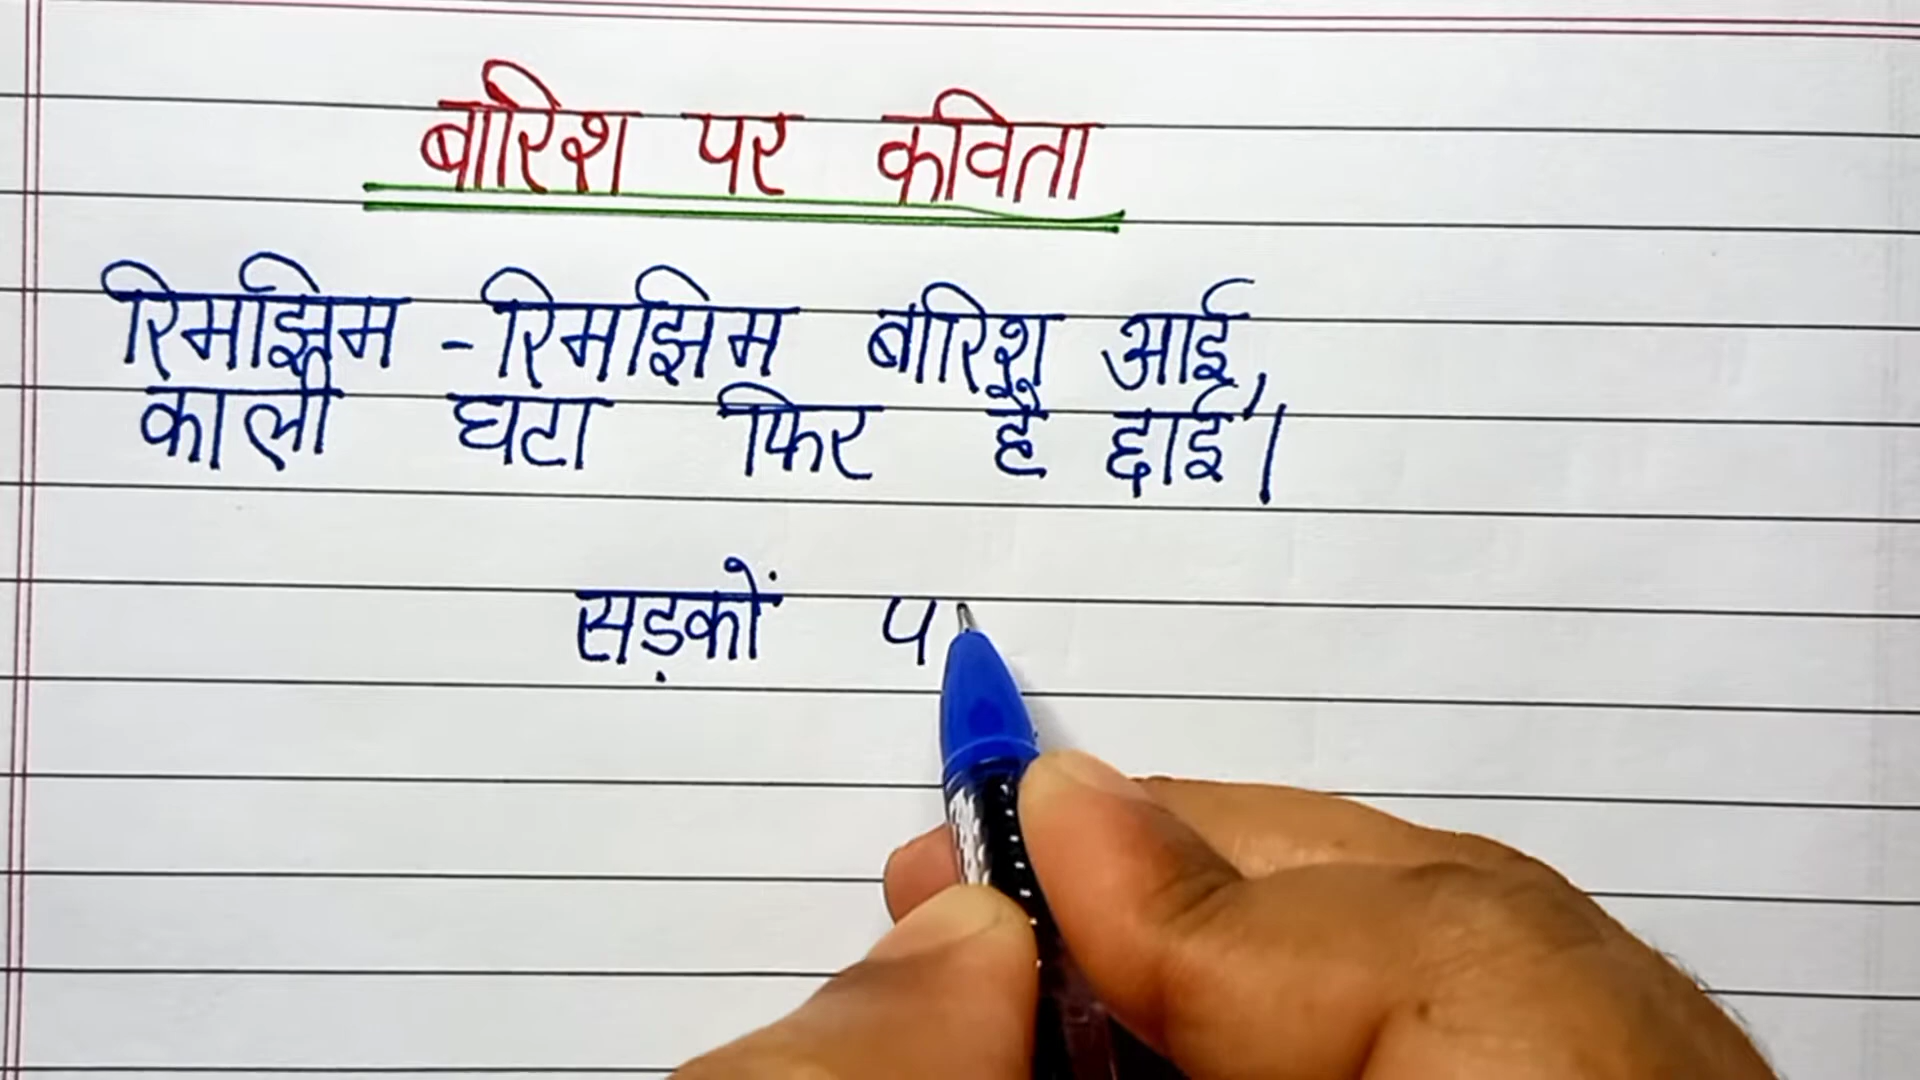 बारिश पर कविता
रिमझिम - रिमझिम बारिश आई,
काली घटा फिर है छाई।
सड़कों प